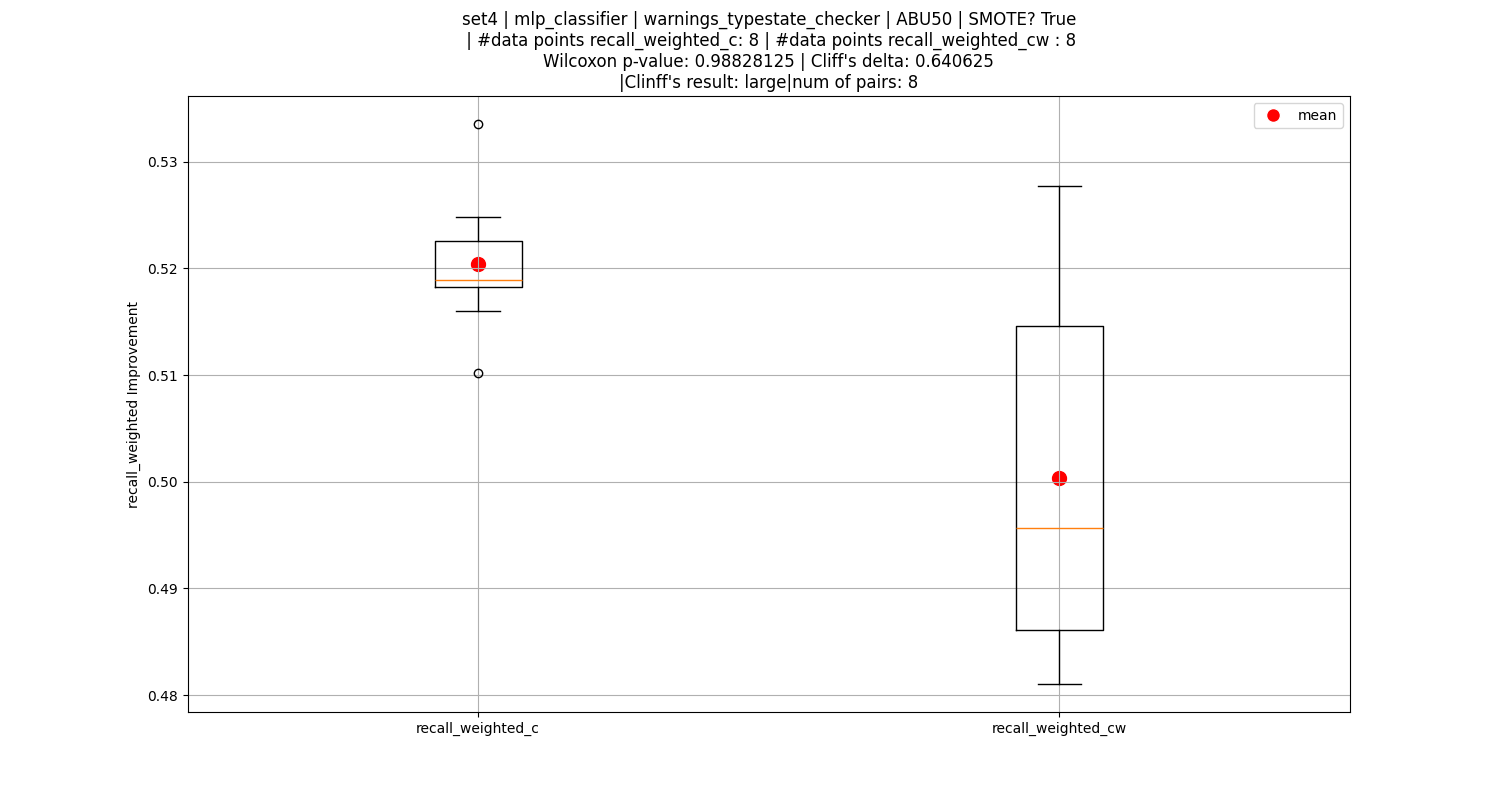 set4 | mlp_classifier | warnings_typestate_checker | ABU50 | SMOTE? True
| #data points recall_weighted_c: 8 | #data points recall_weighted_cw : 8
Wilcoxon p-value: 0.98828125 | Cliff's delta: 0.640625
|Clinff's result: large|num of pairs: 8
mean
0.53
0.52
0.51
0.50
0.49
0.48
recall_weighted Improvement
recall_weighted_c
recall_weighted_cw